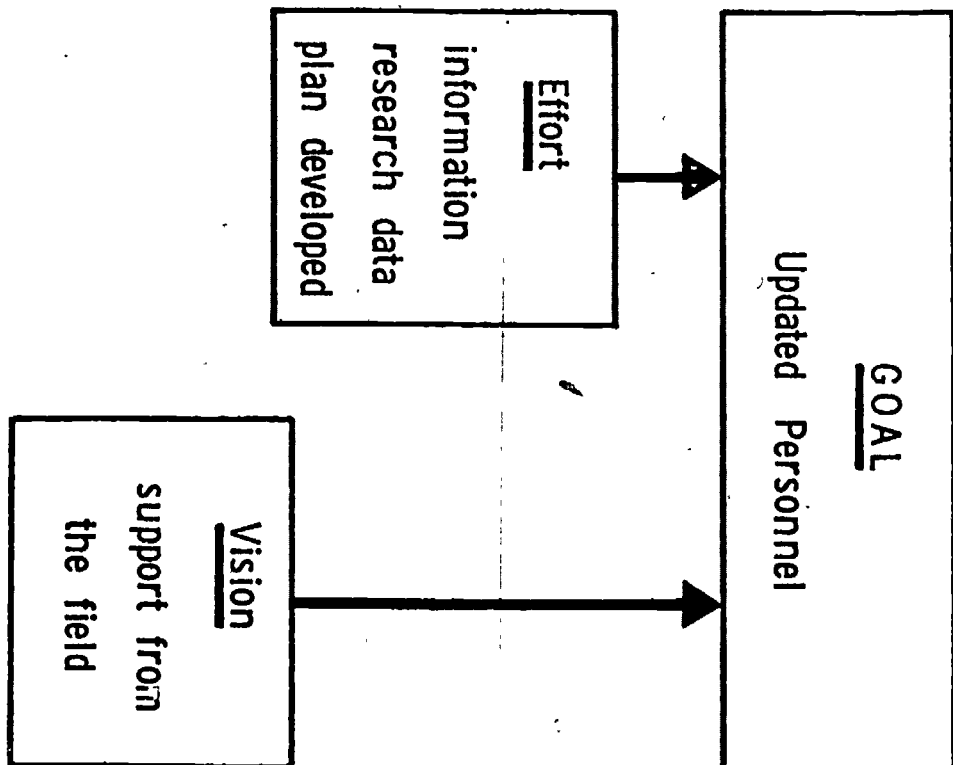 GOAL
Updated Personnel
Effort
information
research data
plan developed
Vision
support from
the field